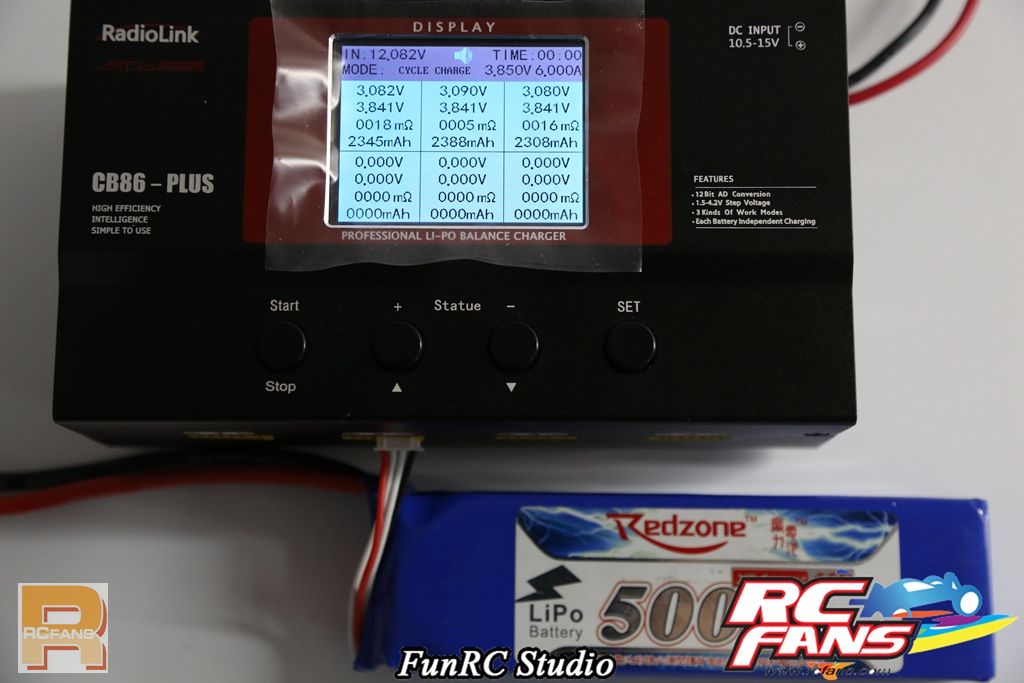 RadioLink
DISPLAY
DC INPUT
10.5-15V
IN:12,082V TIME:00:00
MODE: CYCLE CHARGE 3,850V 6,000A
3,082V 3,090V 3,080V
3,841V 3,841V 3,841V
0018 mΩ 0005 mΩ 0016 mΩ
2345mAh 2388mAh 2308mAh
0,000V 0,000V 0,000V
0,000V 0,000V 0,000V
0000 mΩ 0000 mΩ 0000 mΩ
0000mAh 0000mAh 0000mAh
PROFESSIONAL LI-PO BALANCE CHARGER
CB86-PLUS
HIGH EFFICIENCY
INTELLIGENCE
SIMPLE TO USE
FEATURES
• 12Bit AD Conversion
• 1.5-4.2V Step Voltage
• 3 Kinds Of Work Modes
• Each Battery Independent Charging
Start + Statue − SET
Stop ▲ ▼
Redzone™
LiPo
Battery
500
RCFANS
RC
FANS
www.rcfans.com
FunRC Studio